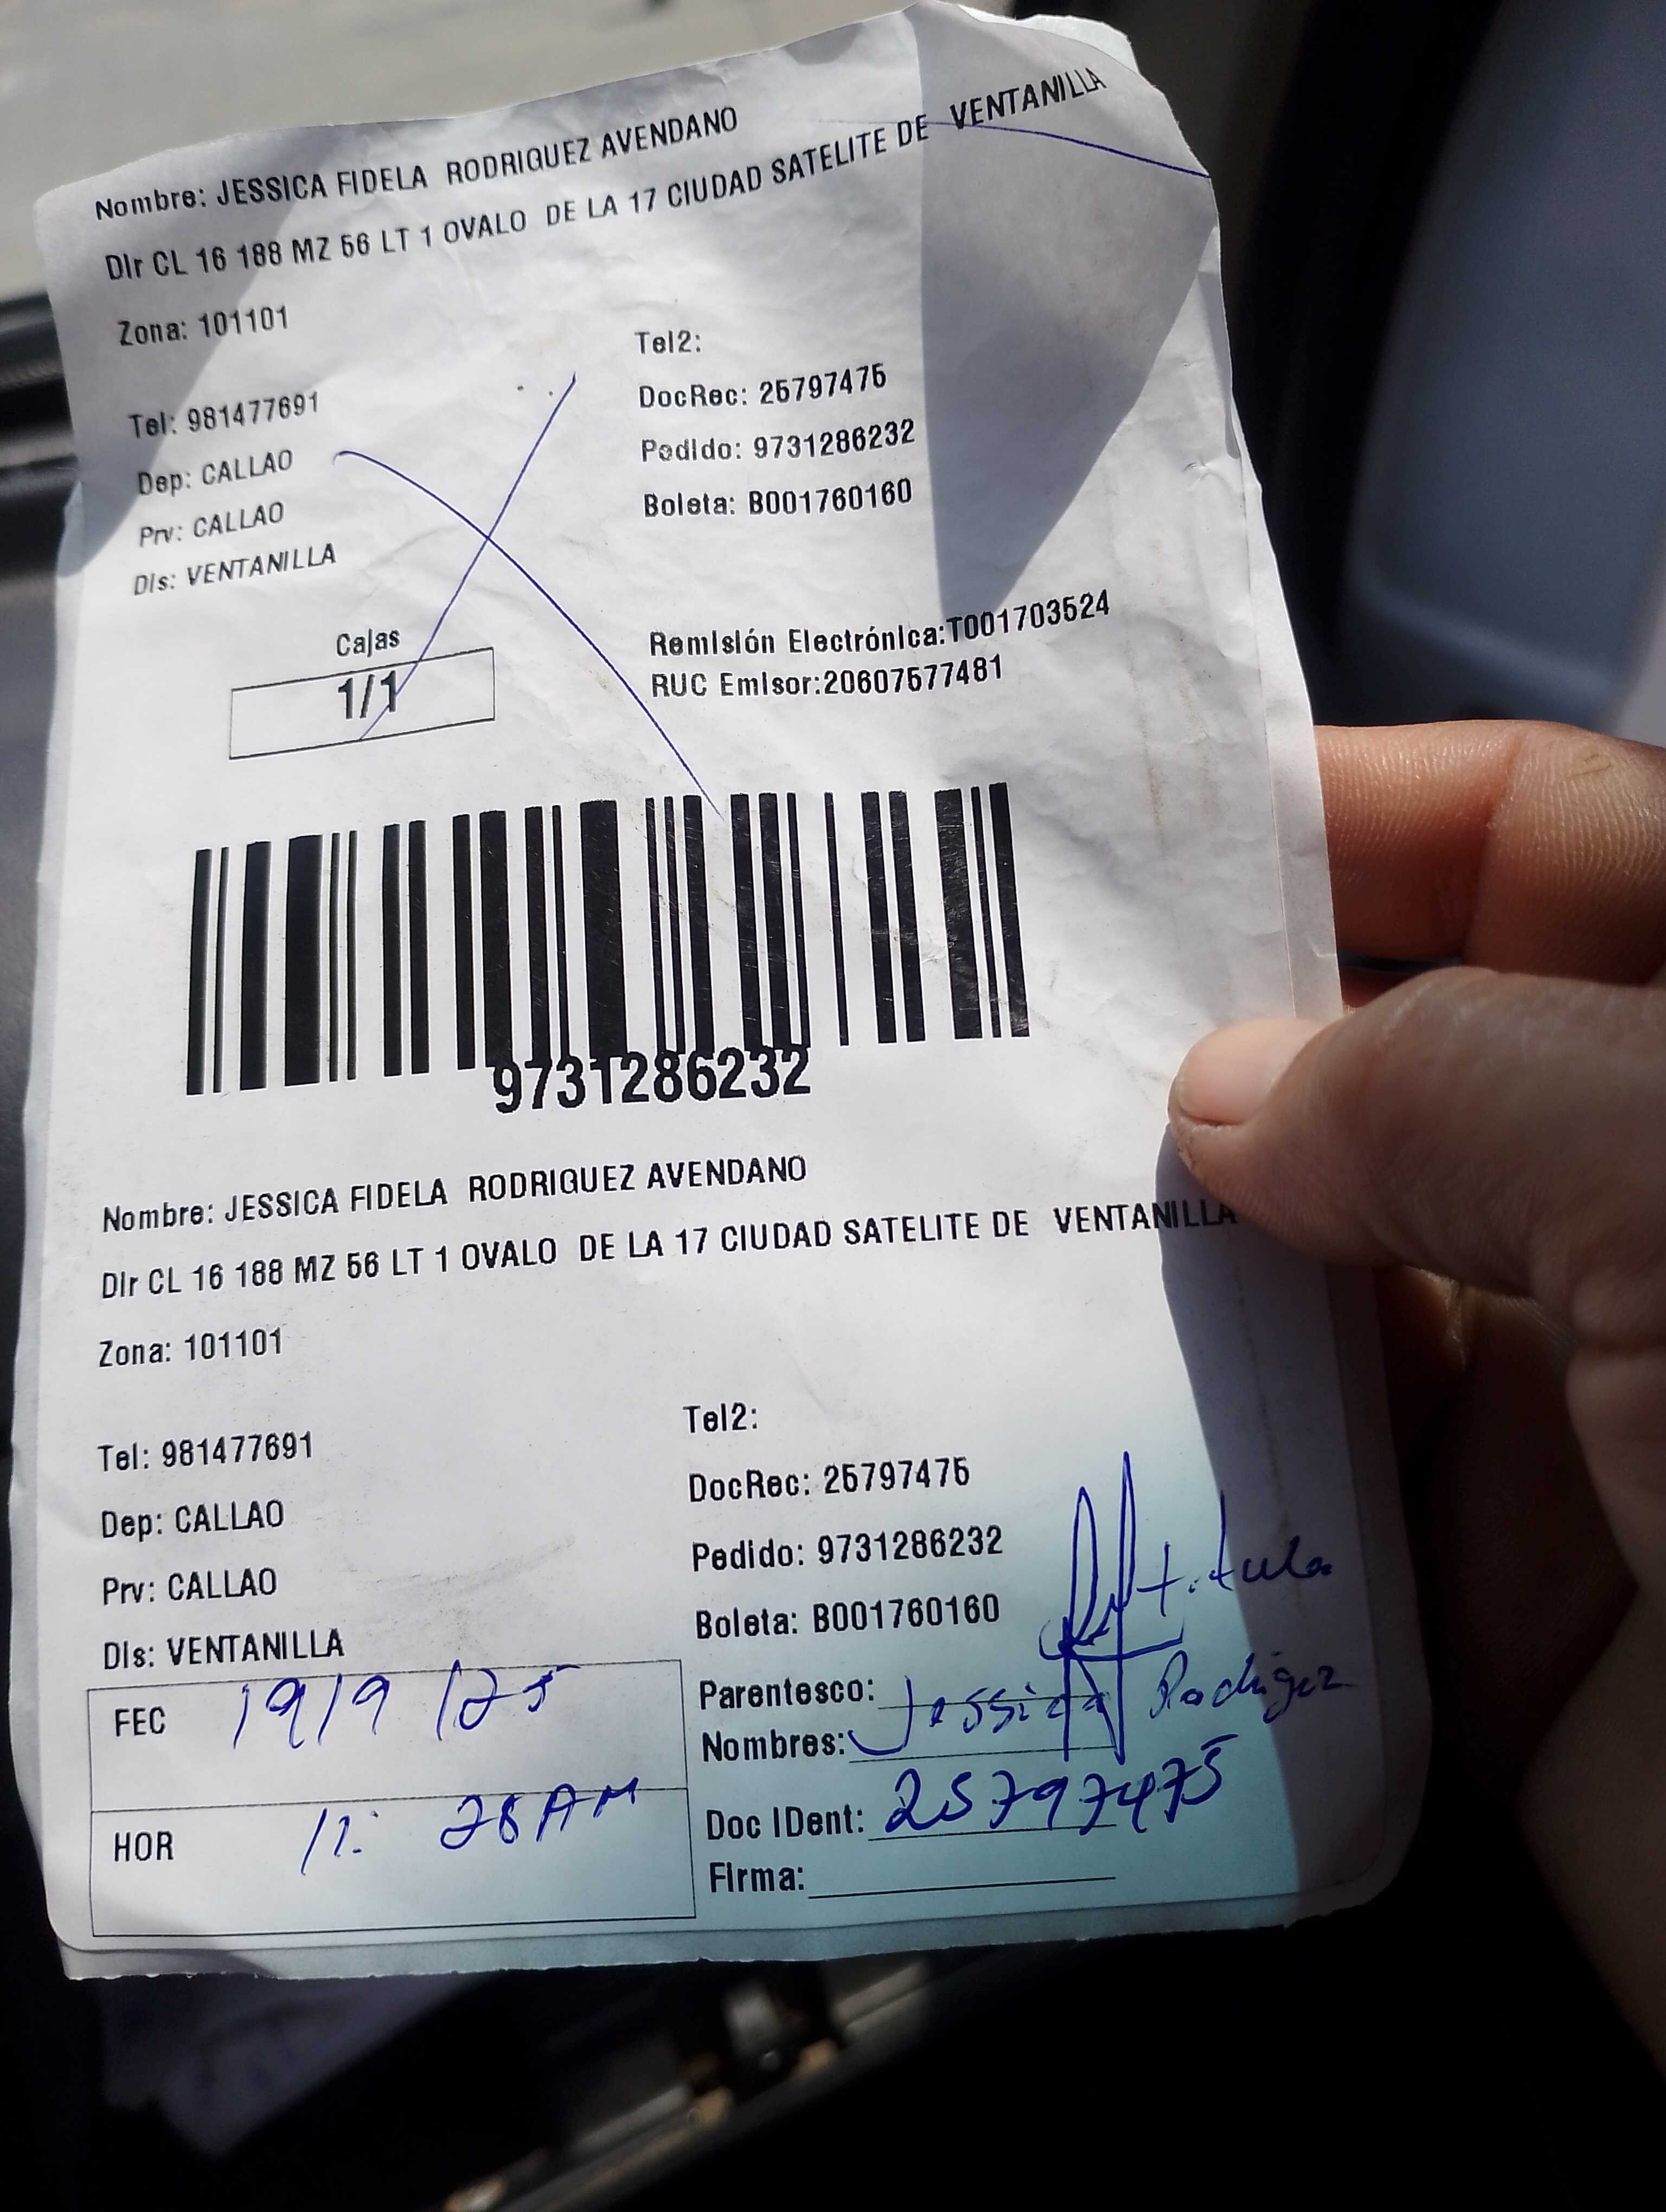 Nombre: JESSICA FIDELA RODRIGUEZ AVENDANO
Dir CL 16 188 MZ 56 LT 1 OVALO DE LA 17 CIUDAD SATELITE DE VENTANILLA
Zona: 101101
Tel2:
Tel: 981477691
DocRec: 25797475
Dep: CALLAO
Pedido: 9731286232
Prv: CALLAO
Boleta: B001760160
Dis: VENTANILLA
Cajas
1/1
Remisión Electrónica:T001703524
RUC Emisor:20607577481
9731286232
Nombre: JESSICA FIDELA RODRIGUEZ AVENDANO
Dir CL 16 188 MZ 56 LT 1 OVALO DE LA 17 CIUDAD SATELITE DE VENTANILLA
Zona: 101101
Tel2:
Tel: 981477691
DocRec: 25797475
Dep: CALLAO
Pedido: 9731286232
Prv: CALLAO
Boleta: B001760160
Dis: VENTANILLA
FEC 19/9/25
Parentesco:
Nombres: Jessica Rodrigez
HOR 11: 28 AM
Doc IDent: 25797475
Firma: